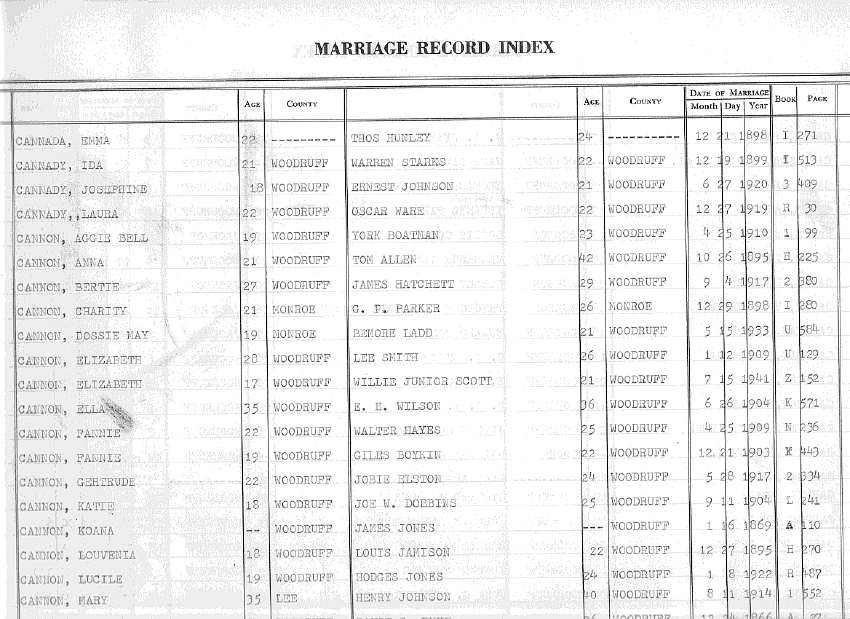 MARRIAGE RECORD INDEX
AGE COUNTY AGE COUNTY DATE OF MARRIAGE BOOK PAGE
Month Day Year
CANNADA, EMMA 22 ---------- THOS HUNLEY 24 ---------- 12 21 1898 I 271
CANNADY, IDA 21 WOODRUFF WARREN STARKS 22 WOODRUFF 12 19 1899 I 513
CANNADY, JOSEPHINE 18 WOODRUFF ERNEST JOHNSON 21 WOODRUFF 6 27 1920 3 409
CANNADY,,LAURA 22 WOODRUFF OSCAR WARE 22 WOODRUFF 12 27 1919 R 30
CANNON, AGGIE BELL 19 WOODRUFF YORK BOATMAN 23 WOODRUFF 4 25 1910 1 99
CANNON, ANNA 21 WOODRUFF TOM ALLEN 42 WOODRUFF 10 26 1895 H 225
CANNON, BERTIE 27 WOODRUFF JAMES HATCHETT 29 WOODRUFF 9 4 1917 2 380
CANNON, CHARITY 21 MONROE G. P. PARKER 26 MONROE 12 29 1898 I 280
CANNON, DOSSIE MAY 19 MONROE BEMORE LADD 21 WOODRUFF 5 15 1933 U 584
CANNON, ELIZABETH 28 WOODRUFF LEE SMITH 26 WOODRUFF 1 12 1909 U 129
CANNON, ELIZABETH 17 WOODRUFF WILLIE JUNIOR SCOTT 21 WOODRUFF 7 15 1941 Z 152
CANNON, ELLA 35 WOODRUFF E. H. WILSON 36 WOODRUFF 6 26 1904 K 571
CANNON, FANNIE 22 WOODRUFF WALTER HAYES 25 WOODRUFF 4 25 1909 N 236
CANNON, FANNIE 19 WOODRUFF GILES BOYKIN 22 WOODRUFF 12 21 1903 K 443
CANNON, GERTRUDE 22 WOODRUFF JOBIE ELSTON 24 WOODRUFF 5 28 1917 2 334
CANNON, KATIE 18 WOODRUFF JOE W. DOBBINS 25 WOODRUFF 9 11 1904 L 241
CANNON, KOANA -- WOODRUFF JAMES JONES --- WOODRUFF 1 16 1869 A 110
CANNON, LOUVENIA 18 WOODRUFF LOUIS JAMISON 22 WOODRUFF 12 27 1895 H 270
CANNON, LUCILE 19 WOODRUFF HODGES JONES 24 WOODRUFF 1 8 1922 R 487
CANNON, MARY 35 LEE HENRY JOHNSON 40 WOODRUFF 8 11 1914 1 552